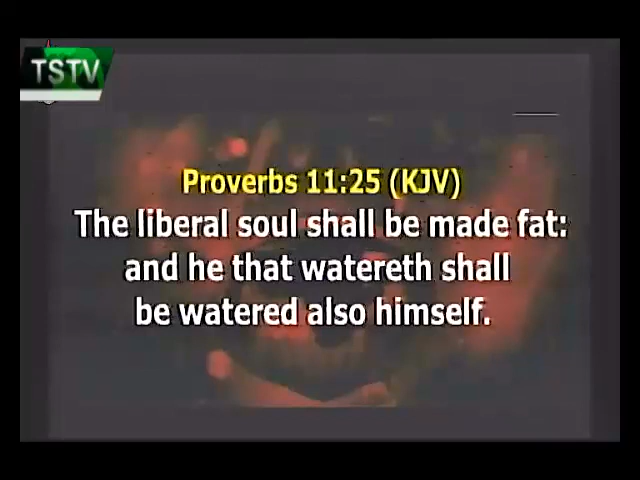 TSTV
Proverbs 11:25 (KJV)
The liberal soul shall be made fat:
and he that watereth shall
be watered also himself.